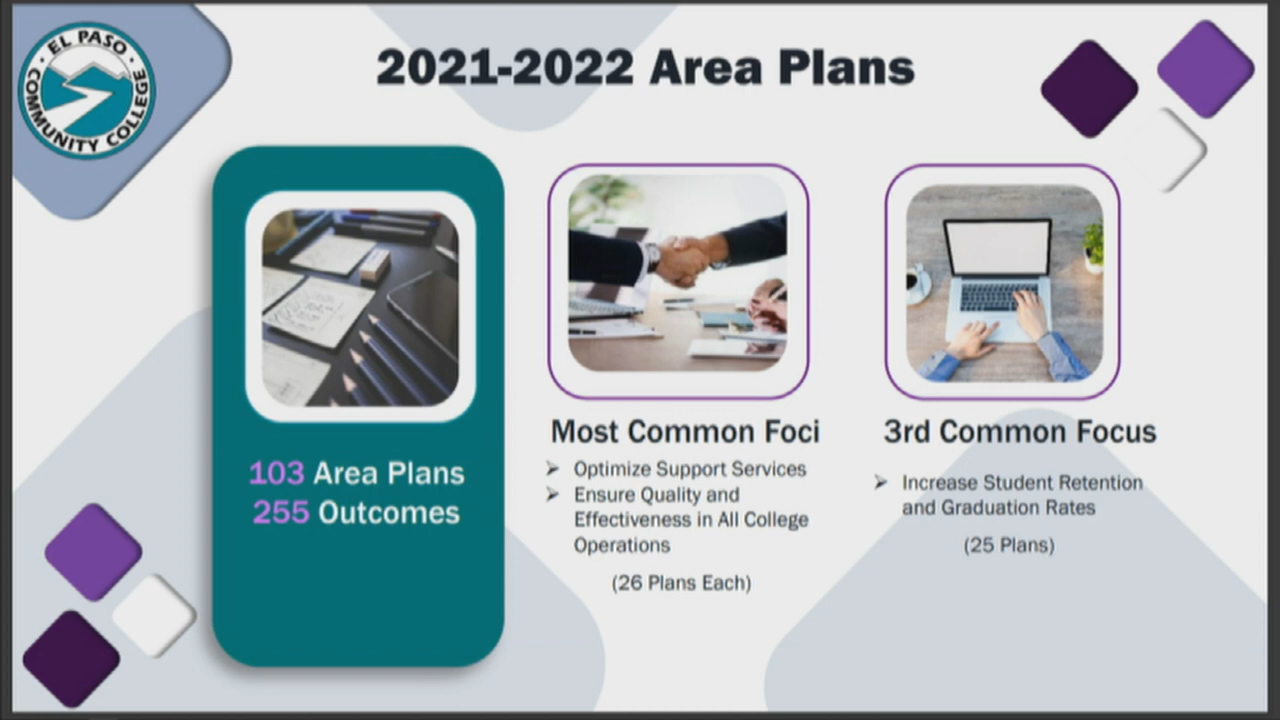 EL PASO
COMMUNITY COLLEGE
2021-2022 Area Plans
103 Area Plans
255 Outcomes
Most Common Foci
➢ Optimize Support Services
➢ Ensure Quality and
Effectiveness in All College
Operations
(26 Plans Each)
3rd Common Focus
➢ Increase Student Retention
and Graduation Rates
(25 Plans)